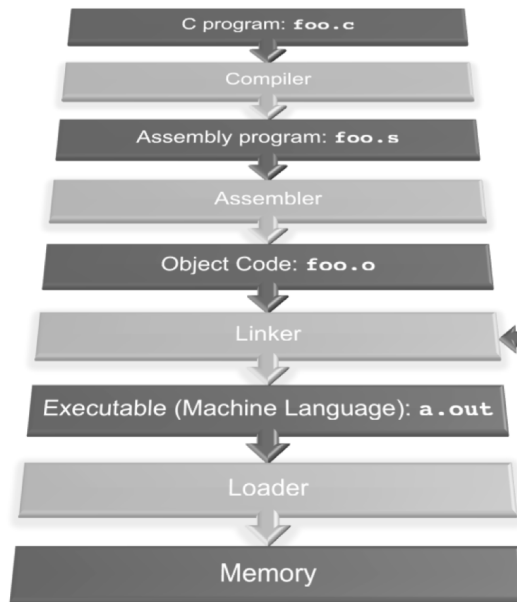 C program: foo.c
Compiler
Assembly program: foo.s
Assembler
Object Code: foo.o
Linker
Executable (Machine Language): a.out
Loader
Memory